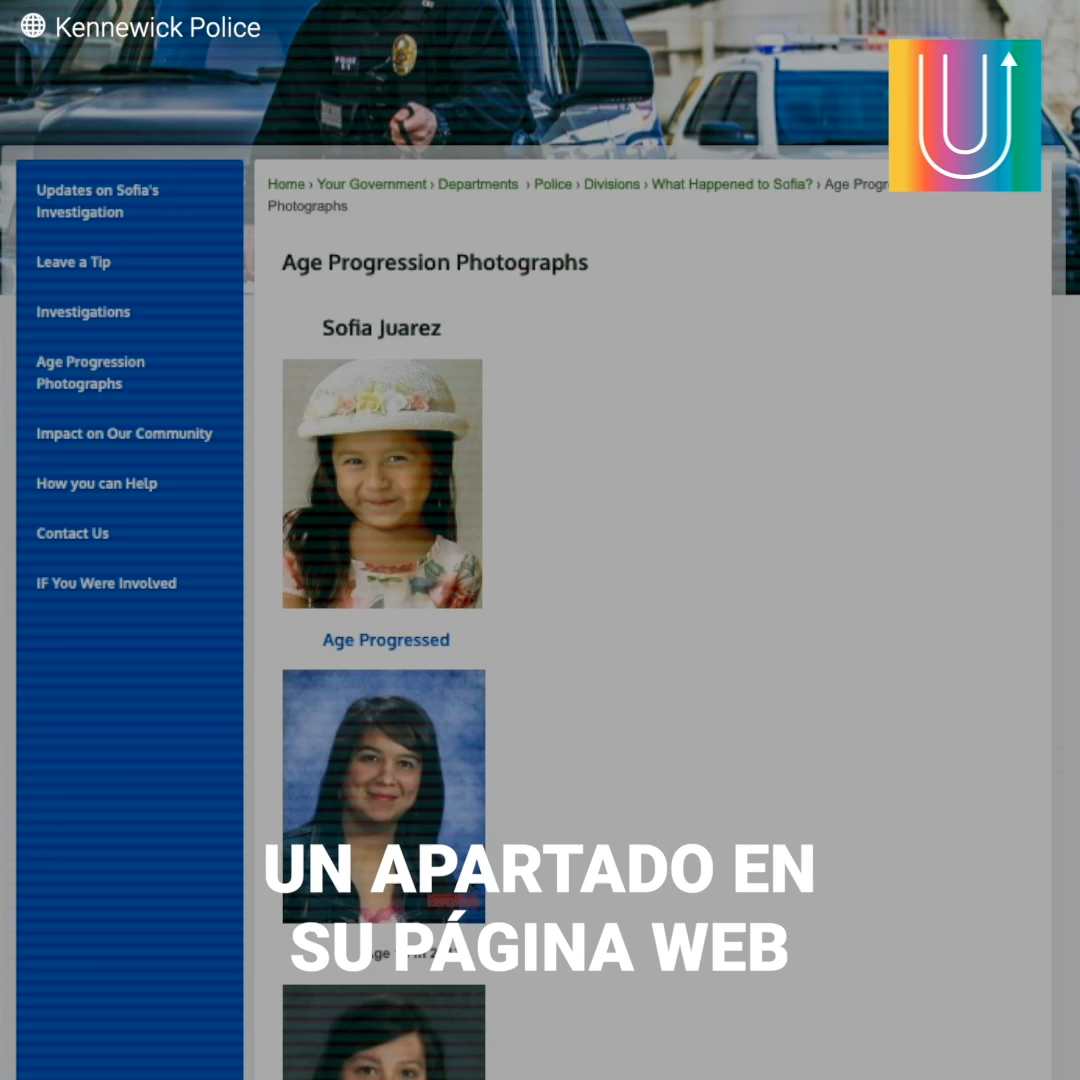 Kennewick Police
U
Updates on Sofia's
Investigation
Leave a Tip
Investigations
Age Progression
Photographs
Impact on Our Community
How you can Help
Contact Us
IF You Were Involved
Home › Your Government › Departments › Police › Divisions › What Happened to Sofia? › Age Progr
Photographs
Age Progression Photographs
Sofia Juarez
Age Progressed
UN APARTADO EN
SU PÁGINA WEB